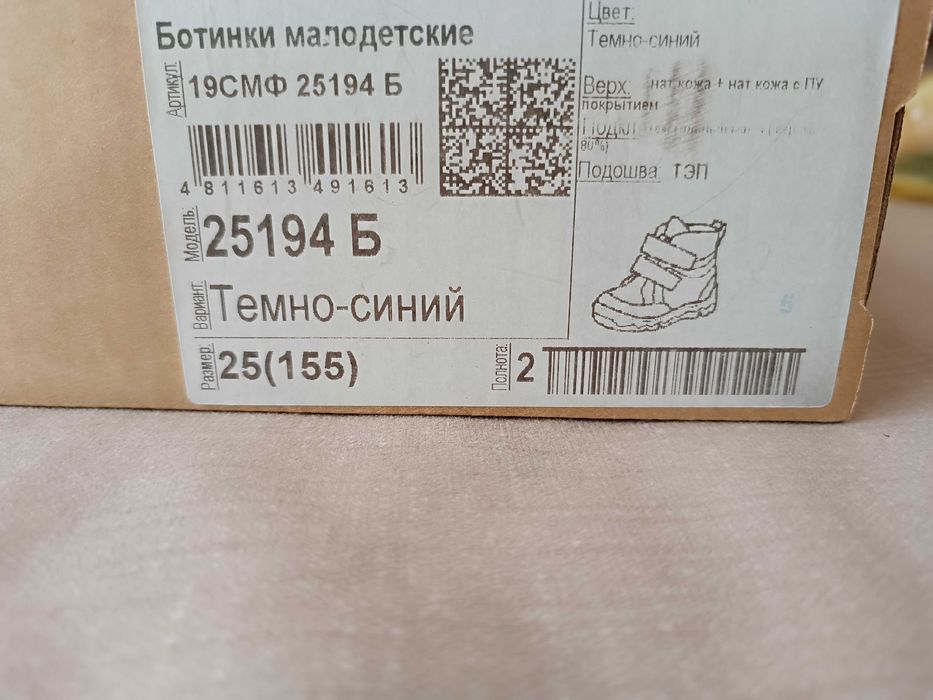 Ботинки малодетские
Артикул:
19СМФ 25194 Б
4 811613 491613
Модель:
25194 Б
Вариант:
Темно-синий
Размер:
25(155)
Полнота:
2
Цвет:
Темно-синий
Верх: нат кожа + нат кожа с ПУ
покрытием
Подкл
80%)
Подошва: ТЭП